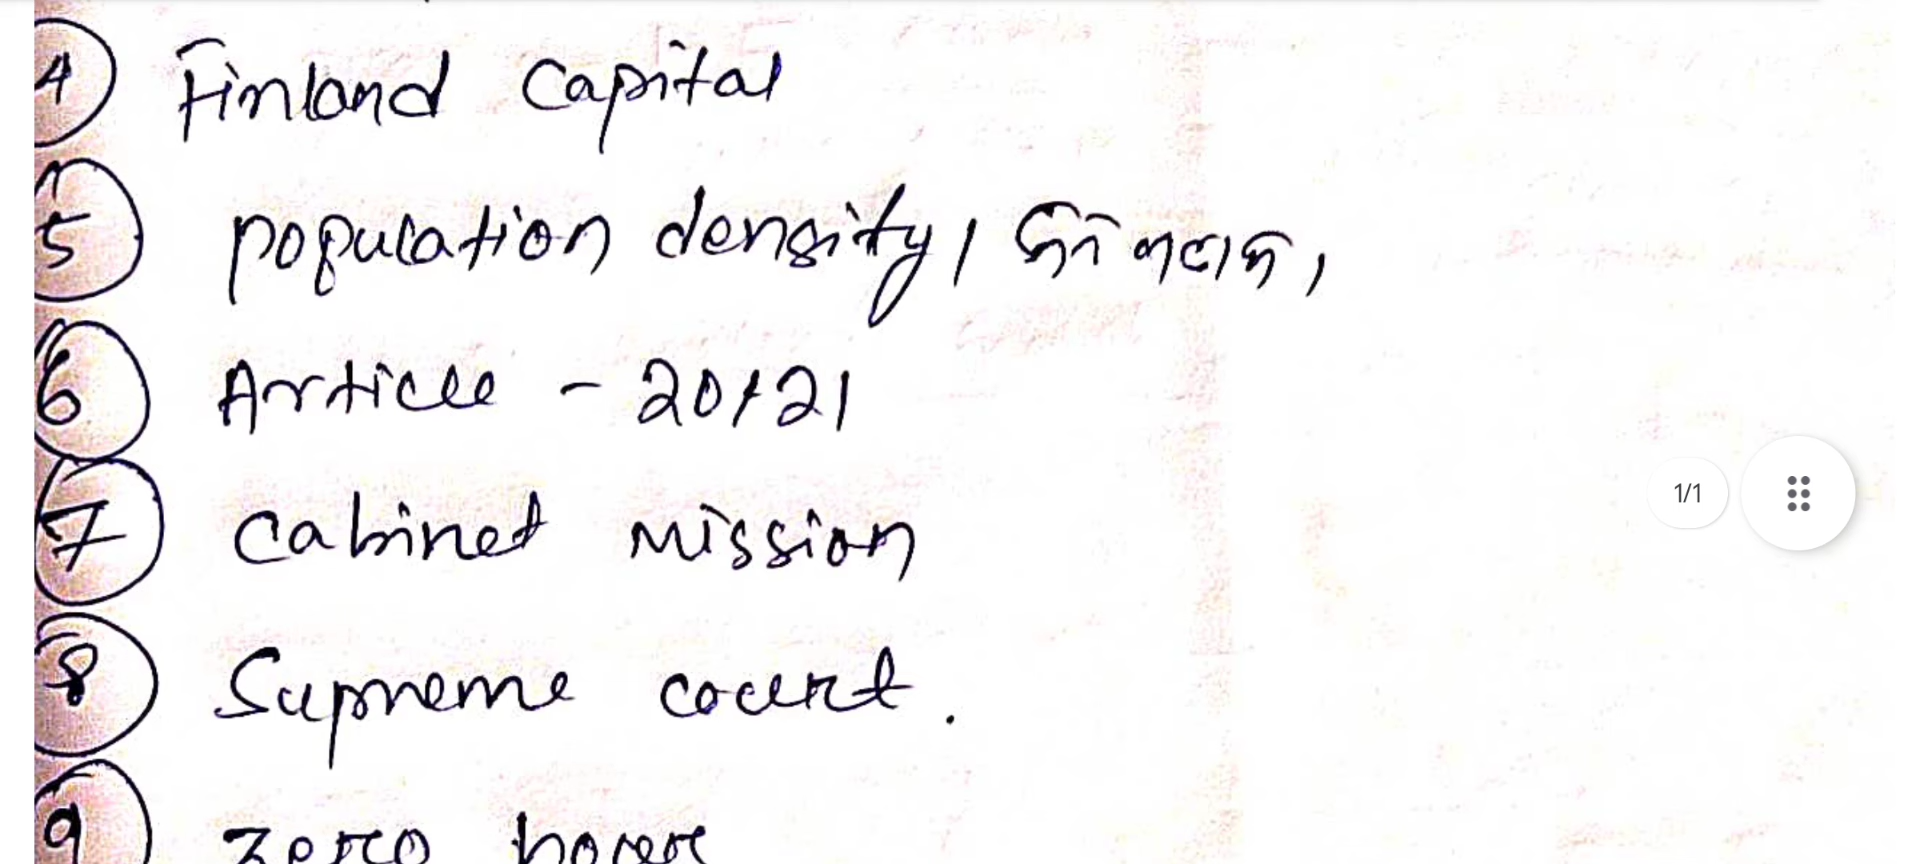 4 Finland Capital
5 population density,
6 Article - 20, 21
7 Cabinet Mission
8 Supreme court.
9 Zero hour
1/1